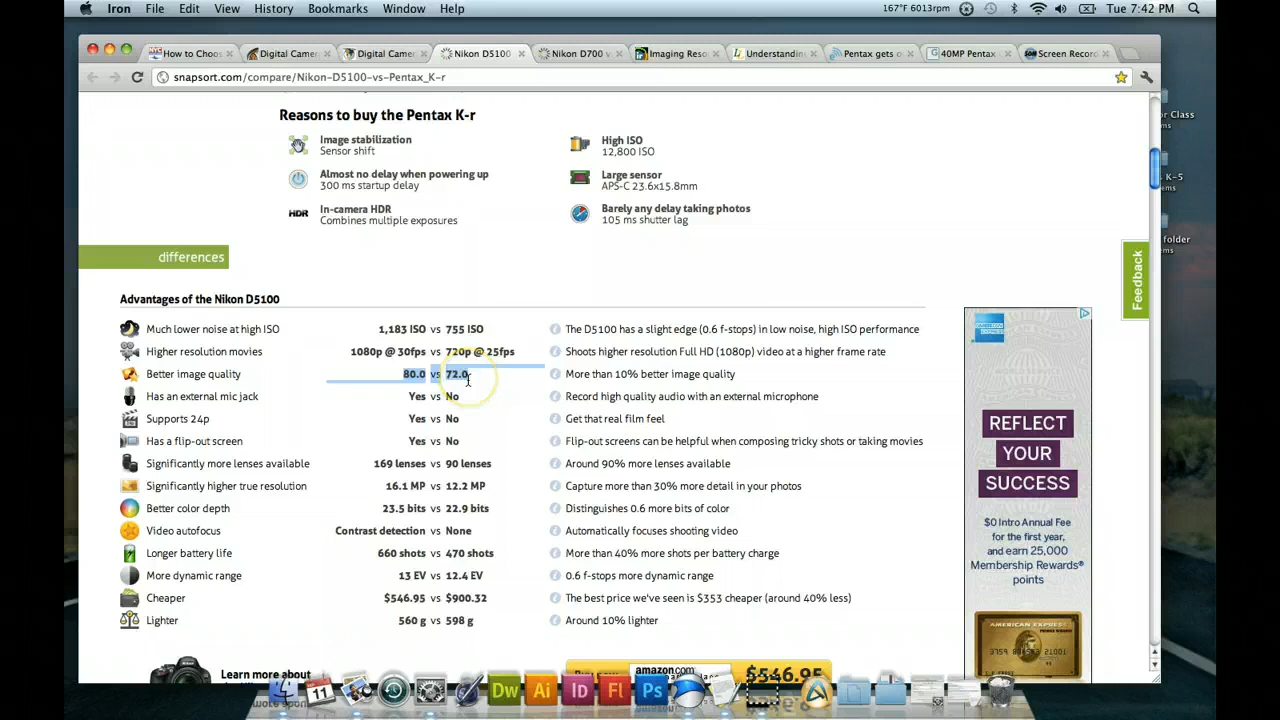 Iron File Edit View History Bookmarks Window Help 167°F 6013rpm Tue 7:42 PM
How to Choos Digital Camer Digital Camer Nikon D5100 Nikon D700 v Imaging Reso Understanding Pentax gets o 40MP Pentax Screen Record
snapsort.com/compare/Nikon-D5100-vs-Pentax_K-r
Reasons to buy the Pentax K-r
Image stabilization
Sensor shift
High ISO
12,800 ISO
Almost no delay when powering up
300 ms startup delay
Large sensor
APS-C 23.6x15.8mm
HDR
In-camera HDR
Combines multiple exposures
Barely any delay taking photos
105 ms shutter lag
differences
Advantages of the Nikon D5100
Much lower noise at high ISO 1,183 ISO vs 755 ISO The D5100 has a slight edge (0.6 f-stops) in low noise, high ISO performance
Higher resolution movies 1080p @ 30fps vs 720p @ 25fps Shoots higher resolution Full HD (1080p) video at a higher frame rate
Better image quality 80.0 vs 72.0 More than 10% better image quality
Has an external mic jack Yes vs No Record high quality audio with an external microphone
Supports 24p Yes vs No Get that real film feel
Has a flip-out screen Yes vs No Flip-out screens can be helpful when composing tricky shots or taking movies
Significantly more lenses available 169 lenses vs 90 lenses Around 90% more lenses available
Significantly higher true resolution 16.1 MP vs 12.2 MP Capture more than 30% more detail in your photos
Better color depth 23.5 bits vs 22.9 bits Distinguishes 0.6 more bits of color
Video autofocus Contrast detection vs None Automatically focuses shooting video
Longer battery life 660 shots vs 470 shots More than 40% more shots per battery charge
More dynamic range 13 EV vs 12.4 EV 0.6 f-stops more dynamic range
Cheaper $546.95 vs $900.32 The best price we've seen is $353 cheaper (around 40% less)
Lighter 560 g vs 598 g Around 10% lighter
Learn more about
amazon.com
$546.95
Feedback
AMERICAN EXPRESS
REFLECT
YOUR
SUCCESS
$0 Intro Annual Fee
for the first year,
and earn 25,000
Membership Rewards®
points
AMERICAN EXPRESS
or Class
ms
K-5
ms
folder
ms
11
Dw Ai Id Fl Ps